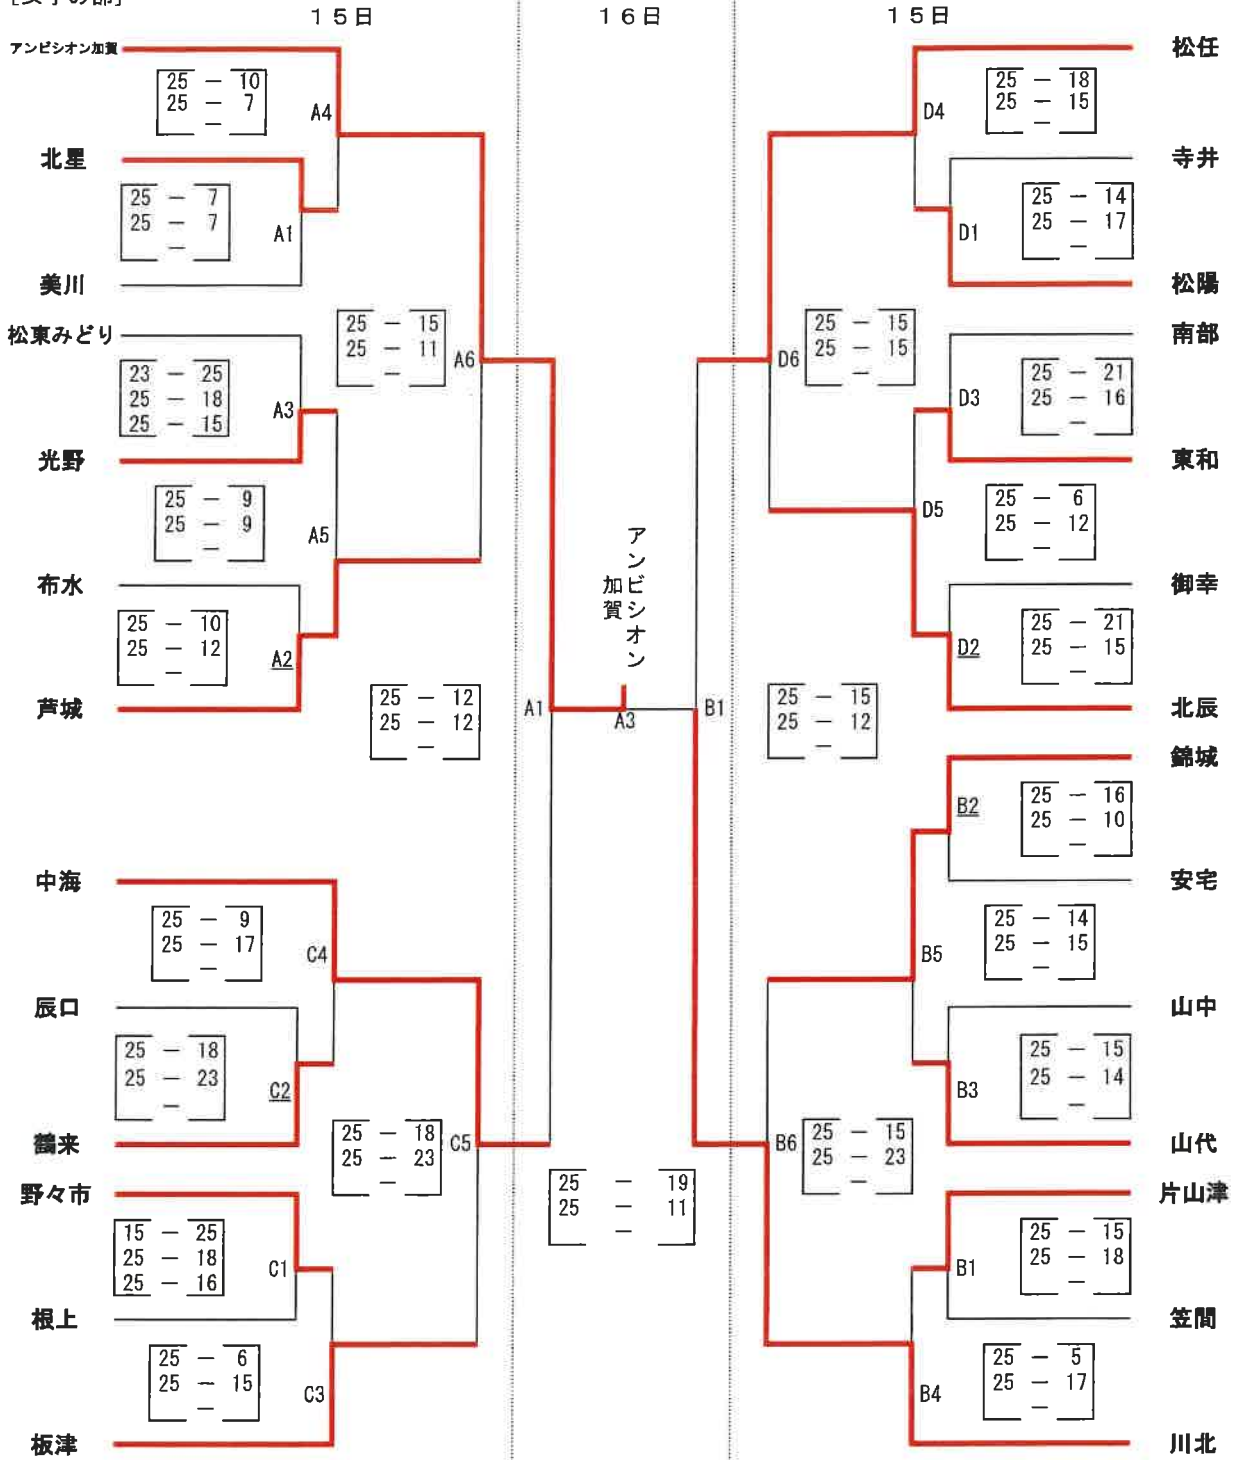 15日
16日
15日
アンビシオン加賀
25 － 10
25 － 7
－
A4
北星
25 － 7
25 － 7
－
A1
美川
松東みどり
23 － 25
25 － 18
25 － 15
A3
光野
25 － 15
25 － 11
－
A6
25 － 9
25 － 9
－
A5
布水
25 － 10
25 － 12
－
A2
芦城
25 － 12
25 － 12
－
A1
中海
25 － 9
25 － 17
－
C4
辰口
25 － 18
25 － 23
－
C2
鶴来
25 － 18
25 － 23
－
C5
野々市
15 － 25
25 － 18
25 － 16
C1
根上
25 － 6
25 － 15
－
C3
板津
アンビシオン
加賀
A3
25 － 19
25 － 11
－
松任
D4
25 － 18
25 － 15
－
寺井
D1
25 － 14
25 － 17
－
松陽
D6
25 － 15
25 － 15
－
南部
D3
25 － 21
25 － 16
－
東和
D5
25 － 6
25 － 12
－
御幸
D2
25 － 21
25 － 15
－
北辰
B1
25 － 15
25 － 12
－
錦城
B2
25 － 16
25 － 10
－
安宅
B5
25 － 14
25 － 15
－
山中
B3
25 － 15
25 － 14
－
山代
B6
25 － 15
25 － 23
－
片山津
B1
25 － 15
25 － 18
－
笠間
B4
25 － 5
25 － 17
－
川北